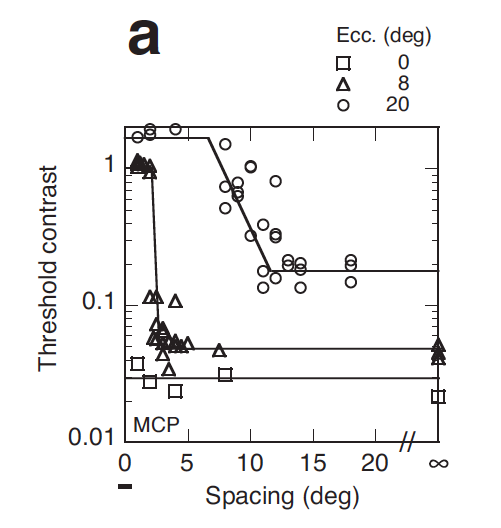 a
Ecc. (deg)
0
8
20
Threshold contrast
1
0.1
0.01
MCP
0 5 10 15 20 // ∞
Spacing (deg)